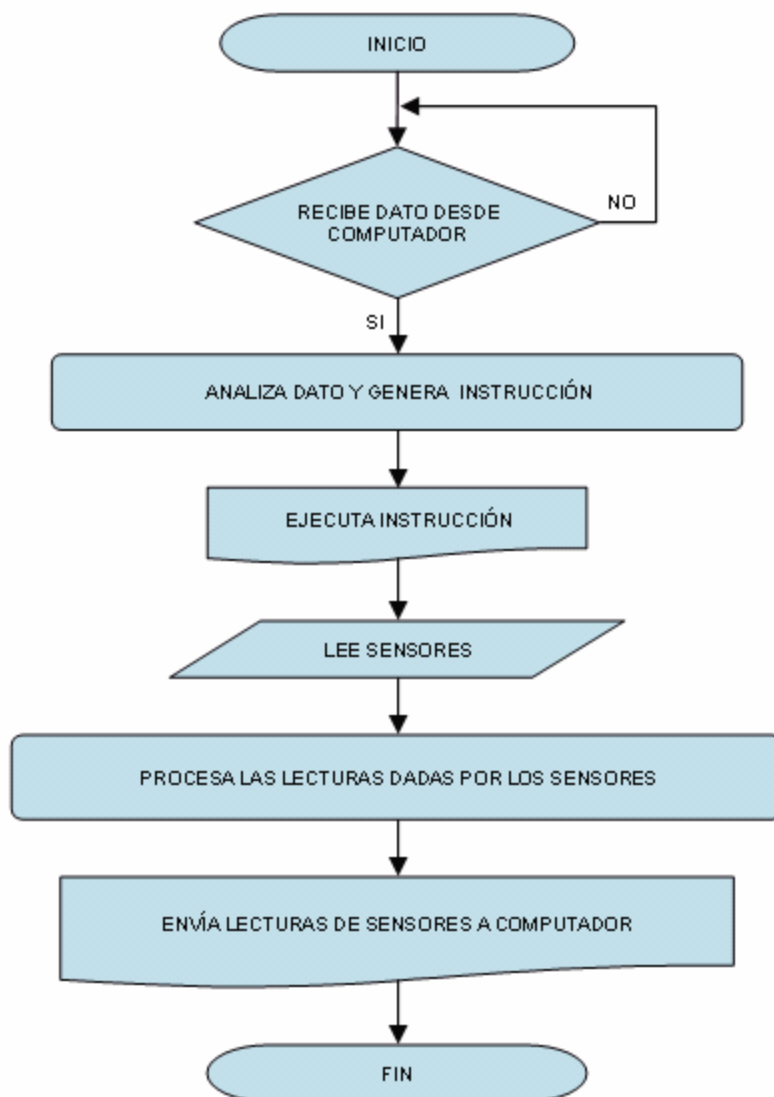 INICIO
RECIBE DATO DESDE
COMPUTADOR
NO
SI
ANALIZA DATO Y GENERA INSTRUCCIÓN
EJECUTA INSTRUCCIÓN
LEE SENSORES
PROCESA LAS LECTURAS DADAS POR LOS SENSORES
ENVÍA LECTURAS DE SENSORES A COMPUTADOR
FIN